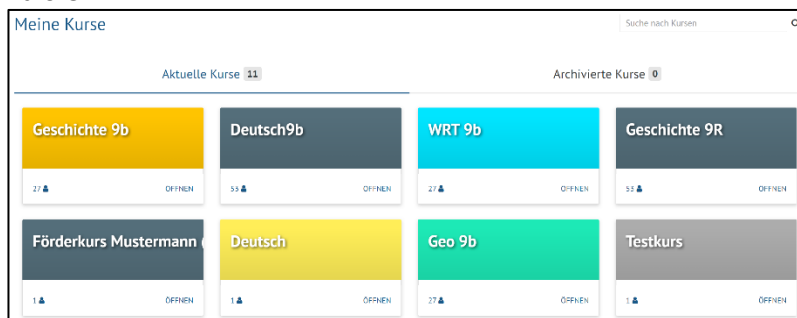 Meine Kurse
Suche nach Kursen
Aktuelle Kurse 11
Archivierte Kurse 0
Geschichte 9b
Deutsch9b
WRT 9b
Geschichte 9R
27 ÖFFNEN
53 ÖFFNEN
27 ÖFFNEN
53 ÖFFNEN
Förderkurs Mustermann (
Deutsch
Geo 9b
Testkurs
1 ÖFFNEN
1 ÖFFNEN
27 ÖFFNEN
1 ÖFFNEN